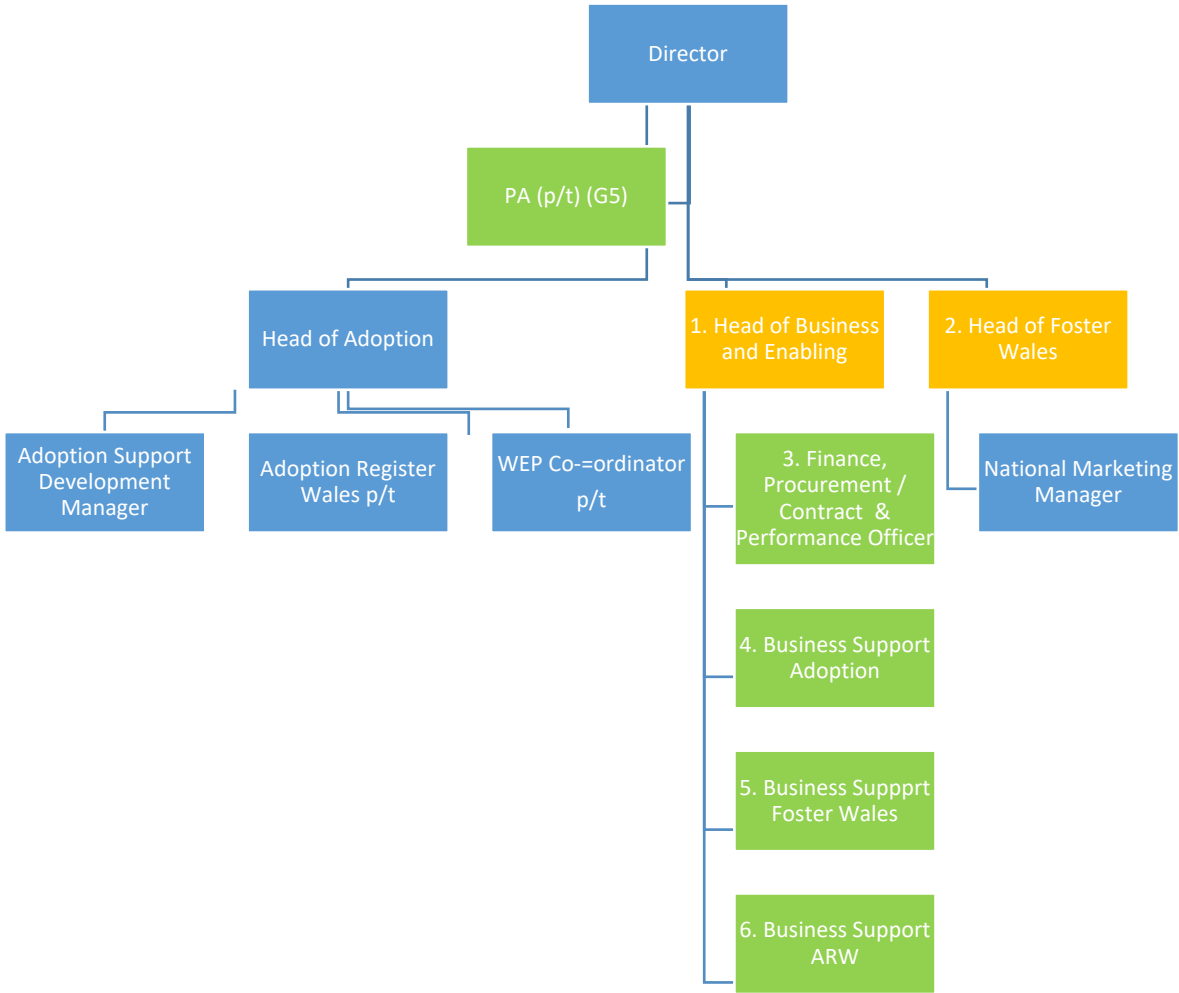 Director
PA (p/t) (G5)
Head of Adoption
1. Head of Business
and Enabling
2. Head of Foster
Wales
Adoption Support
Development
Manager
Adoption Register
Wales p/t
WEP Co-=ordinator
p/t
3. Finance,
Procurement /
Contract &
Performance Officer
National Marketing
Manager
4. Business Support
Adoption
5. Business Suppprt
Foster Wales
6. Business Support
ARW